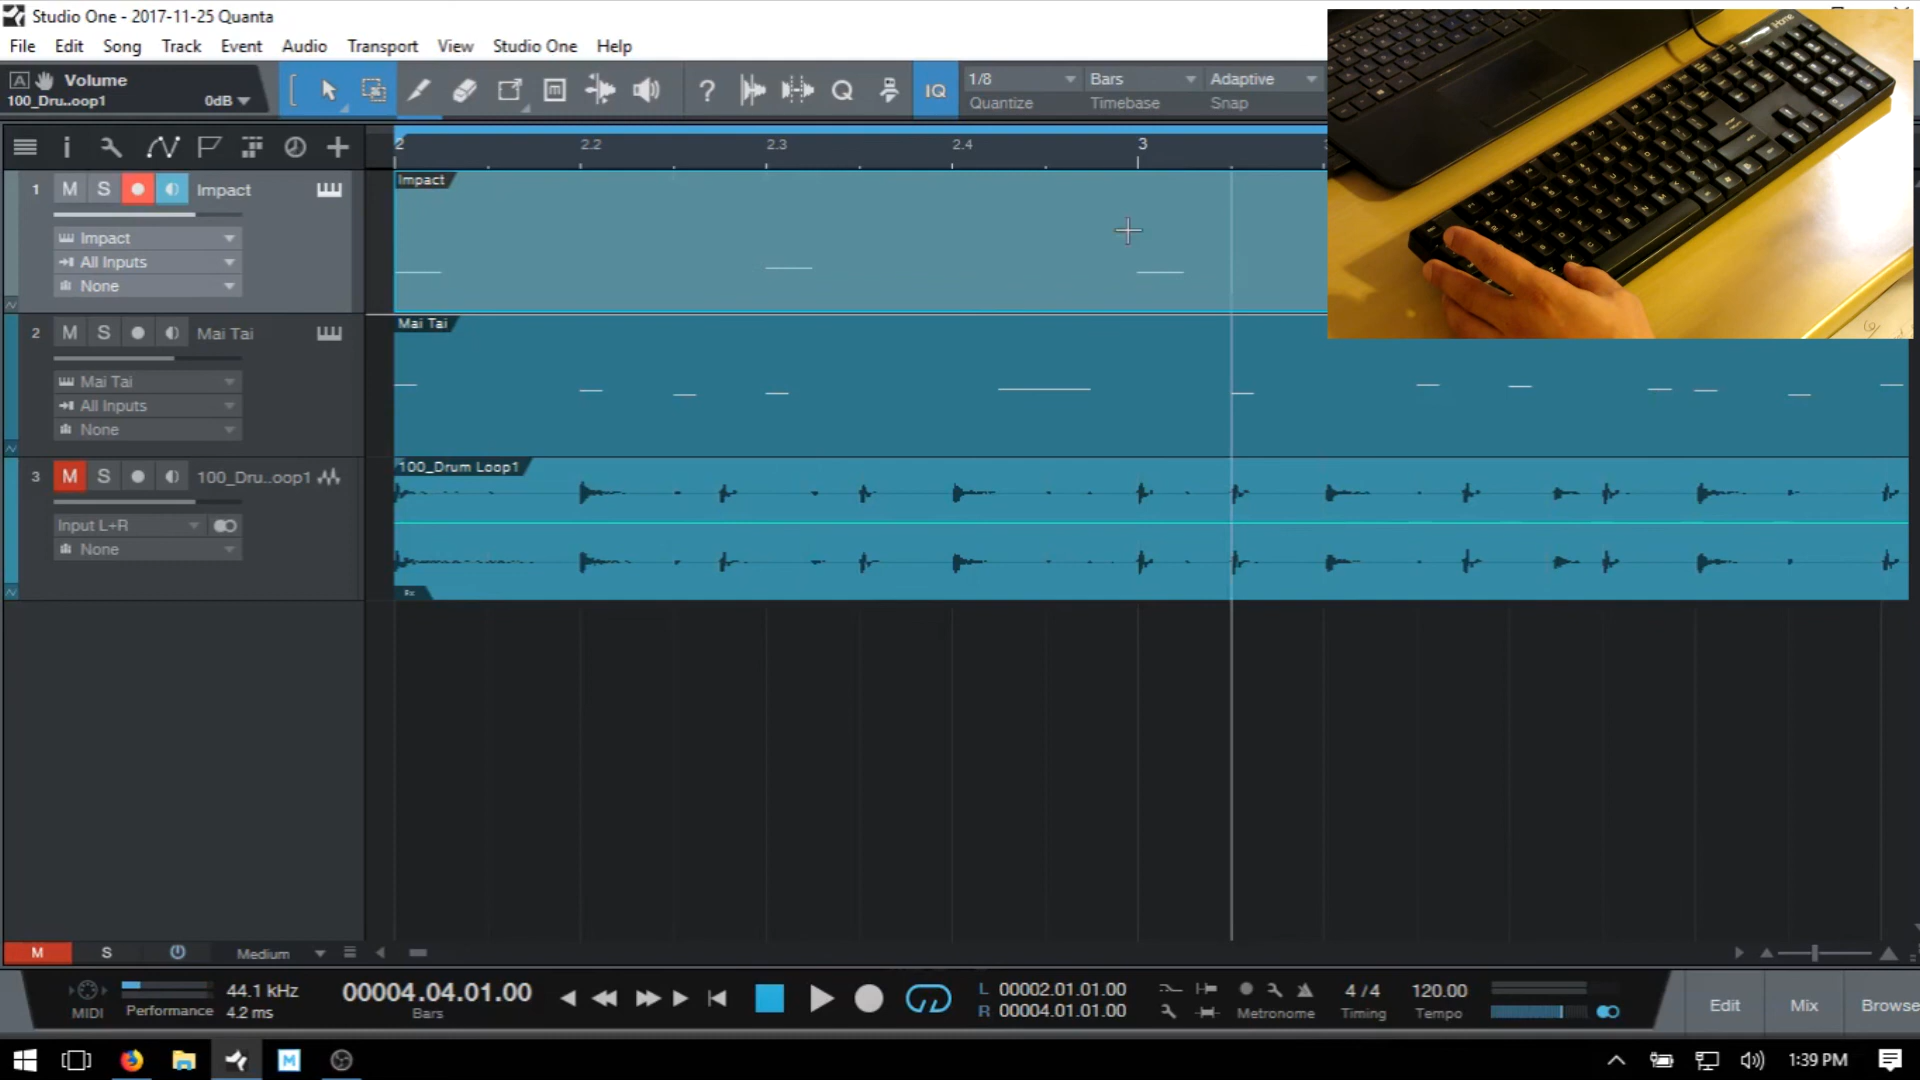 Studio One - 2017-11-25 Quanta
File Edit Song Track Event Audio Transport View Studio One Help
A Volume
100_Dru..oop1 0dB
? Q IQ
1/8 Bars Adaptive
Quantize Timebase Snap
iHome
2 2.2 2.3 2.4 3
1 M S Impact
Impact
All Inputs
None
Impact
2 M S Mai Tai
Mai Tai
All Inputs
None
Mai Tai
3 M S 100_Dru..oop1
Input L+R
None
100_Drum Loop1
Fx
M S Medium
MIDI
Performance
44.1 kHz
4.2 ms
00004.04.01.00
Bars
L 00002.01.01.00
R 00004.01.01.00
Metronome
4 / 4
Timing
120.00
Tempo
Edit Mix Browse
M
1:39 PM